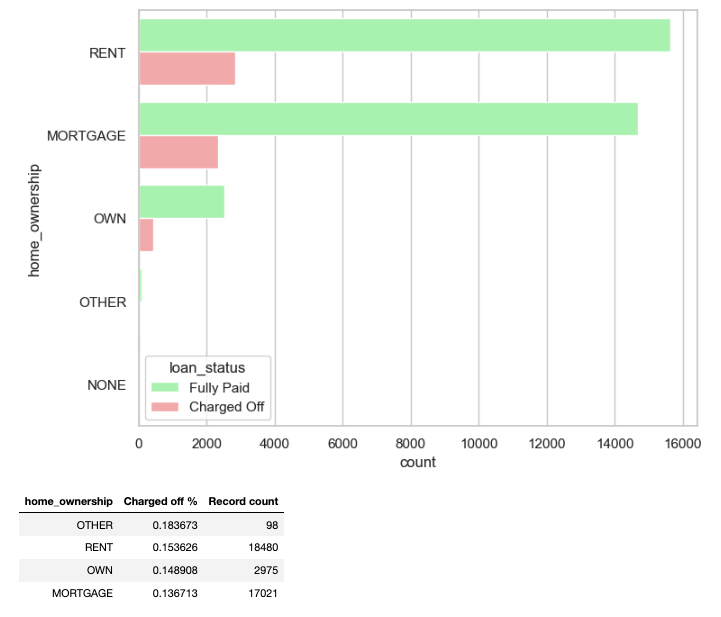 RENT
MORTGAGE
OWN
OTHER
NONE
home_ownership
loan_status
Fully Paid
Charged Off
0 2000 4000 6000 8000 10000 12000 14000 16000
count
home_ownership Charged off % Record count
OTHER 0.183673 98
RENT 0.153626 18480
OWN 0.148908 2975
MORTGAGE 0.136713 17021